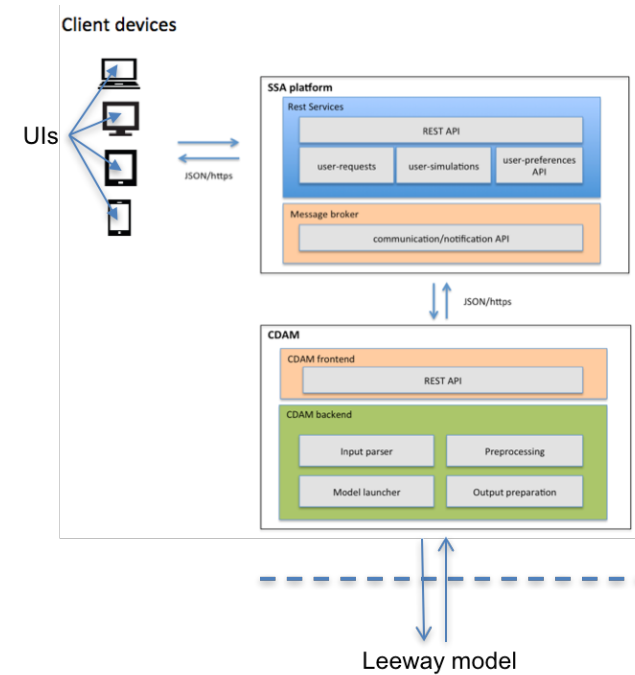 Client devices
UIs
JSON/https
SSA platform
Rest Services
REST API
user-requests
user-simulations
user-preferences
API
Message broker
communication/notification API
JSON/https
CDAM
CDAM frontend
REST API
CDAM backend
Input parser
Preprocessing
Model launcher
Output preparation
Leeway model